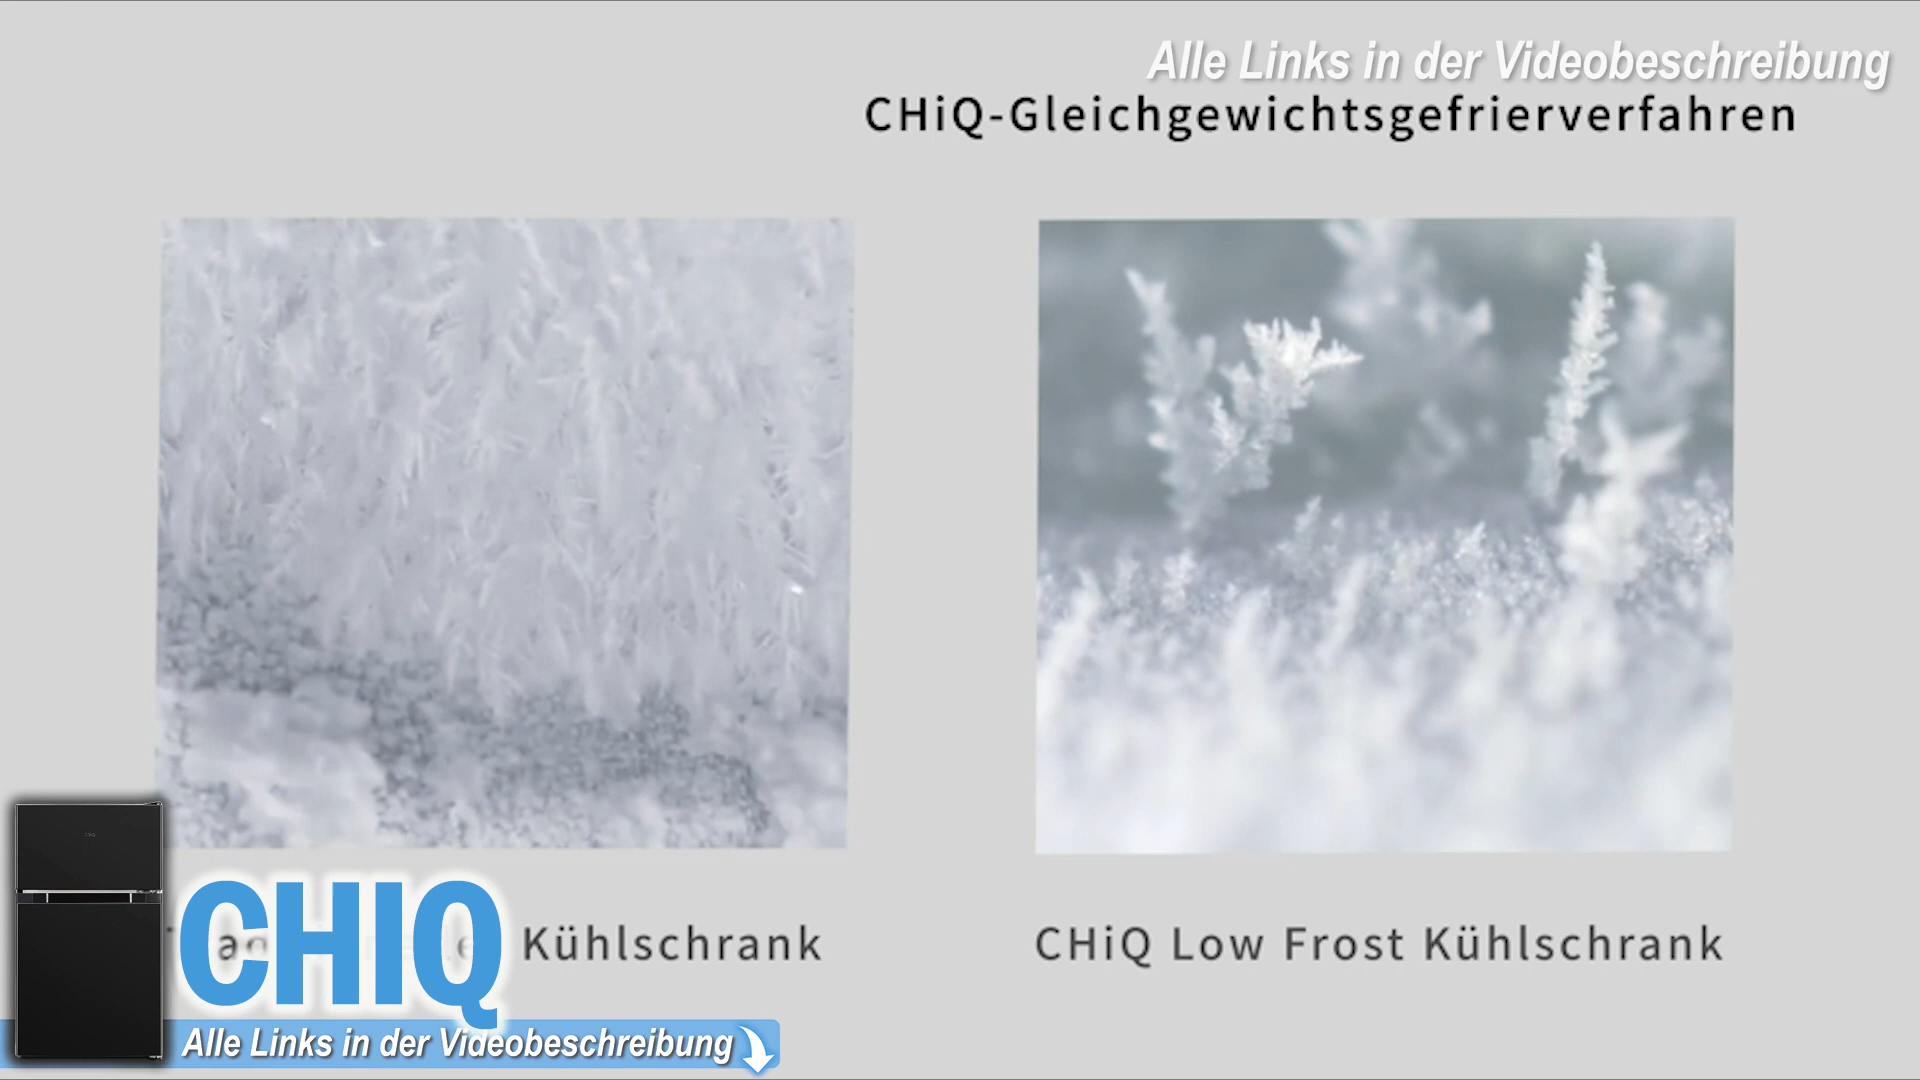 Alle Links in der Videobeschreibung
CHiQ-Gleichgewichtsgefrierverfahren
Kühlschrank
CHiQ Low Frost Kühlschrank
CHIQ
Alle Links in der Videobeschreibung